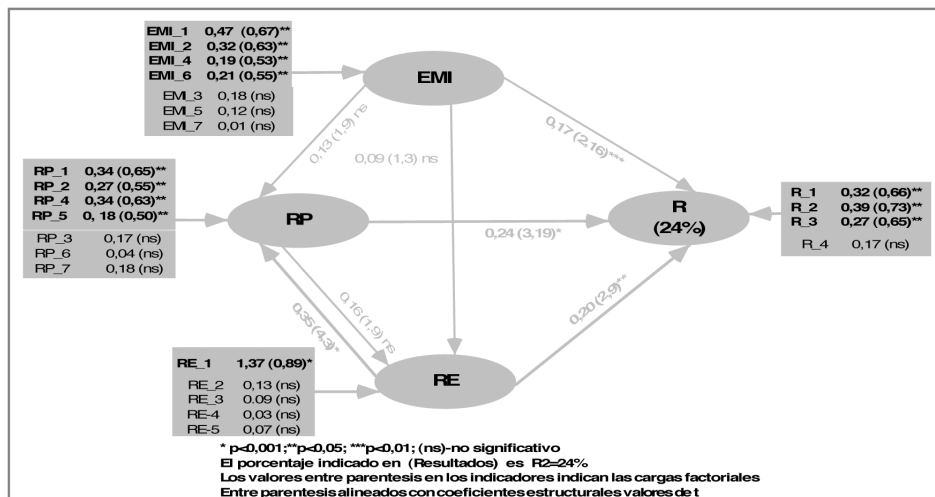 EMI_1 0,47 (0,67)**
EMI_2 0,32 (0,63)**
EMI_4 0,19 (0,53)**
EMI_6 0,21 (0,55)**
EMI_3 0,18 (ns)
EMI_5 0,12 (ns)
EMI_7 0,01 (ns)
EMI
0,13 (1,9) ns
0,09 (1,3) ns
0,17 (2,16)***
RP_1 0,34 (0,65)**
RP_2 0,27 (0,55)**
RP_4 0,34 (0,63)**
RP_5 0, 18 (0,50)**
RP_3 0,17 (ns)
RP_6 0,04 (ns)
RP_7 0,18 (ns)
RP
0,24 (3,19)*
R
(24%)
R_1 0,32 (0,66)**
R_2 0,39 (0,73)**
R_3 0,27 (0,65)**
R_4 0,17 (ns)
0,16 (1,9) ns
0,35 (4,3)*
0,20 (2,9)**
RE_1 1,37 (0,89)*
RE_2 0,13 (ns)
RE_3 0.09 (ns)
RE-4 0,03 (ns)
RE-5 0,07 (ns)
RE
* p<0,001;**p<0,05; ***p<0,01; (ns)-no significativo
El porcentaje indicado en (Resultados) es R2=24%
Los valores entre parentesis en los indicadores indican las cargas factoriales
Entre parentesis alineados con coeficientes estructurales valores de t